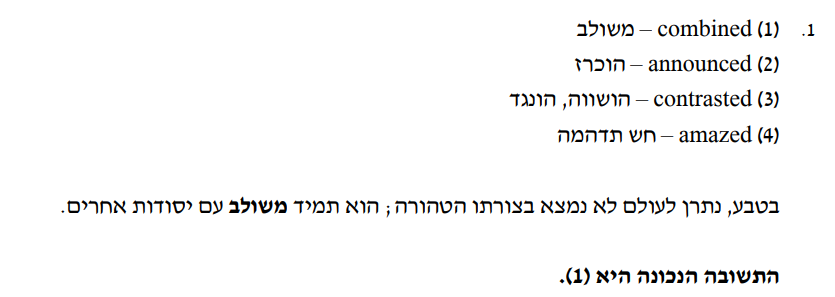 1. (1) combined – משולב
(2) announced – הוכרז
(3) contrasted – הושווה, הונגד
(4) amazed – חש תדהמה
בטבע, נתרן לעולם לא נמצא בצורתו הטהורה; הוא תמיד משולב עם יסודות אחרים.
התשובה הנכונה היא (1).